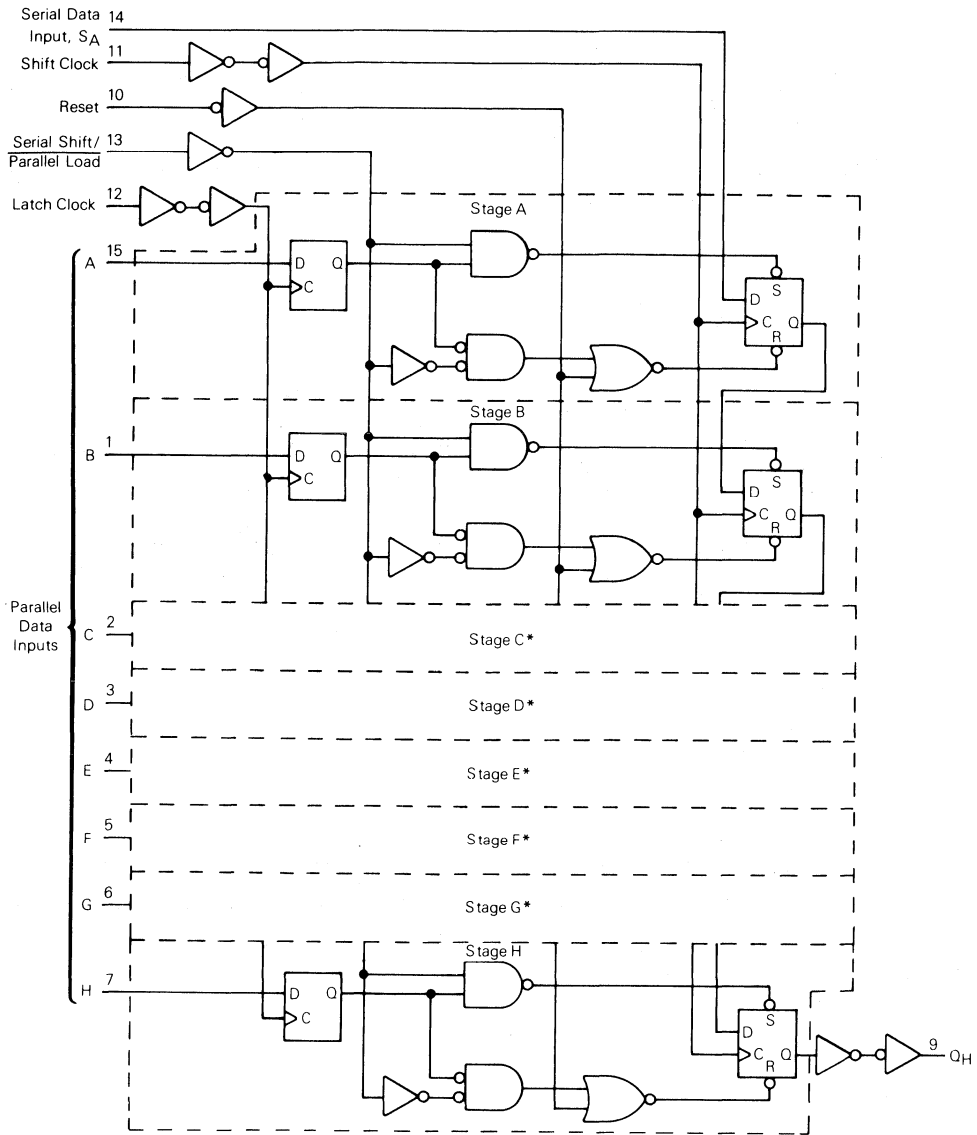 Serial Data 14
Input, SA
11
Shift Clock
10
Reset
Serial Shift/ 13
Parallel Load
12
Latch Clock
Stage A
15
A
D Q
C
S
D
C Q
R
Stage B
1
B
D Q
C
S
D
C Q
R
Parallel
Data
Inputs
2
C
Stage C*
3
D
Stage D*
4
E
Stage E*
5
F
Stage F*
6
G
Stage G*
Stage H
7
H
D Q
C
S
D
C Q
R
9
QH